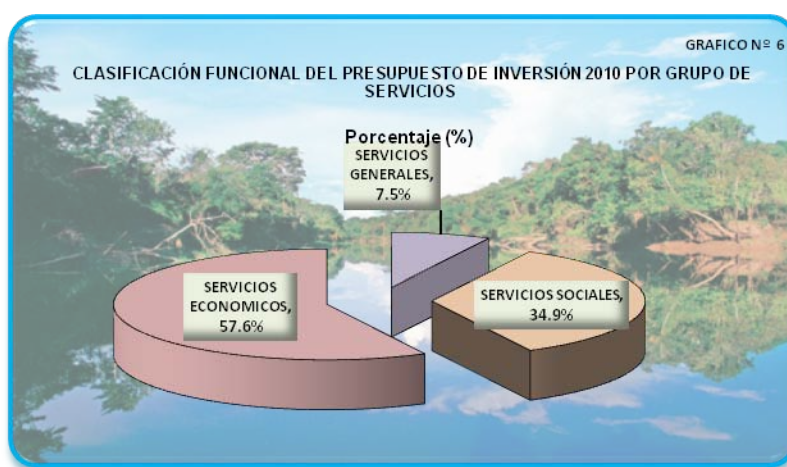 GRAFICO Nº 6
CLASIFICACIÓN FUNCIONAL DEL PRESUPUESTO DE INVERSIÓN 2010 POR GRUPO DE
SERVICIOS
Porcentaje (%)
SERVICIOS
GENERALES,
7.5%
SERVICIOS
ECONOMICOS,
57.6%
SERVICIOS SOCIALES,
34.9%